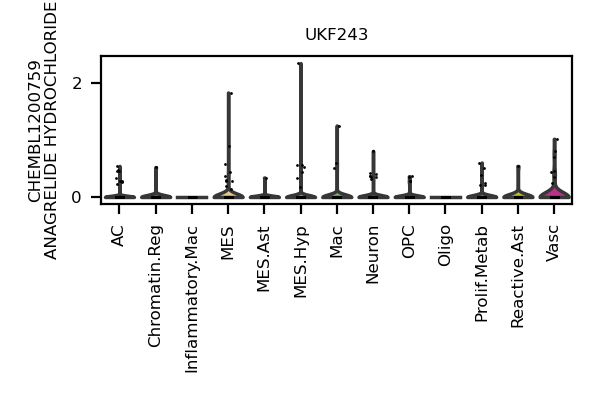 UKF243
CHEMBL1200759
ANAGRELIDE HYDROCHLORIDE
2
0
AC
Chromatin.Reg
Inflammatory.Mac
MES
MES.Ast
MES.Hyp
Mac
Neuron
OPC
Oligo
Prolif.Metab
Reactive.Ast
Vasc